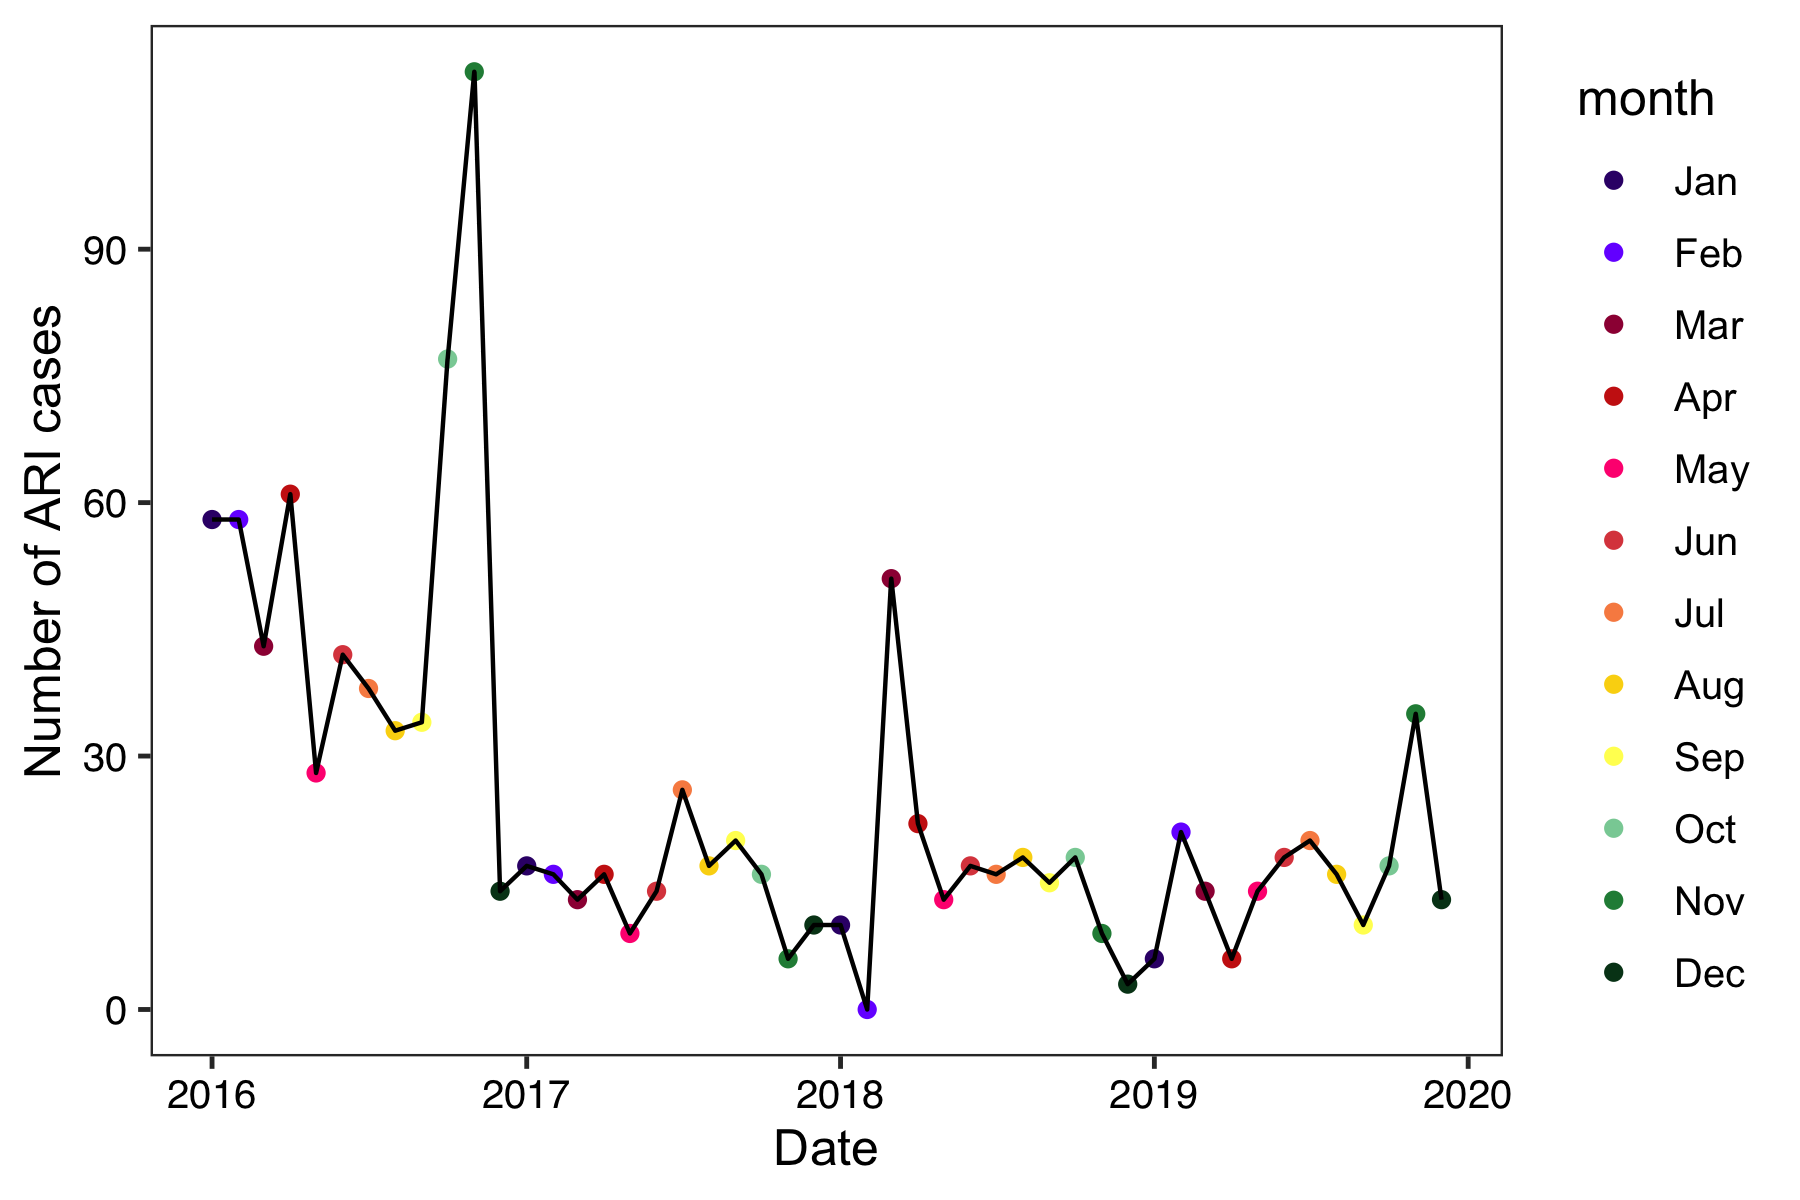 90
60
30
0
Number of ARI cases
2016
2017
2018
2019
2020
Date
month
Jan
Feb
Mar
Apr
May
Jun
Jul
Aug
Sep
Oct
Nov
Dec